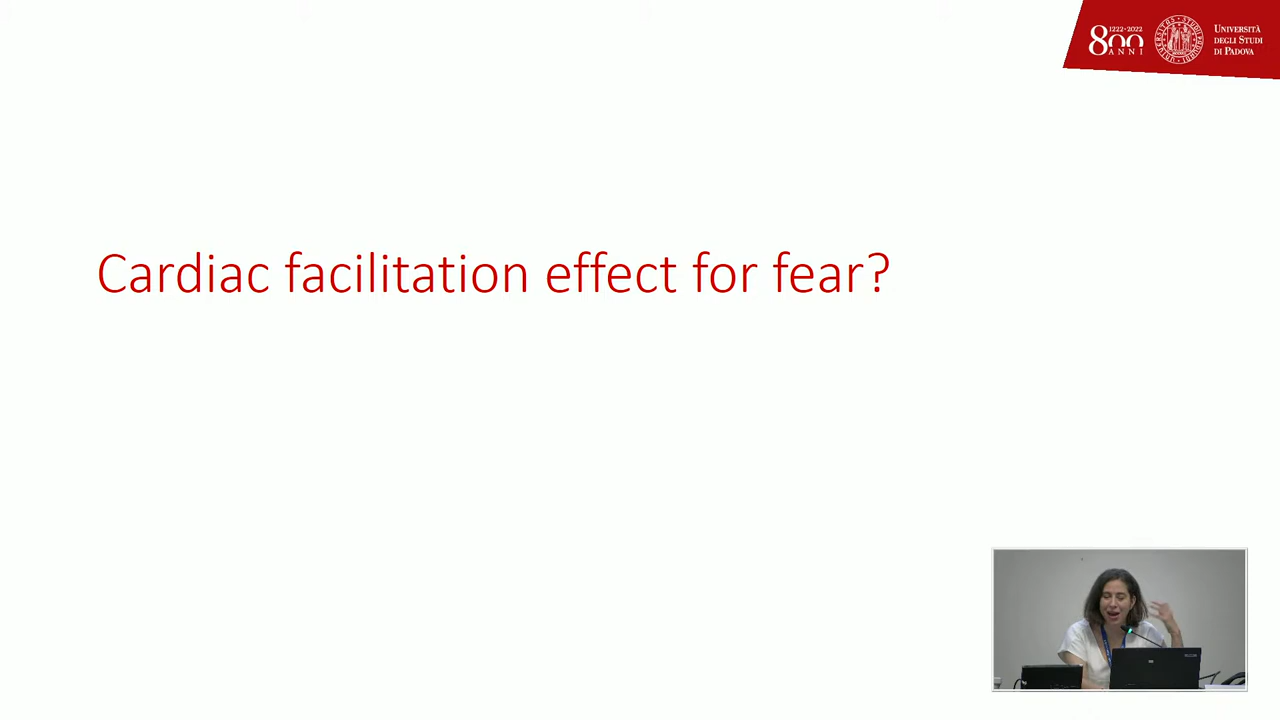 1222·2022
800
ANNI
UNIVERSITÀ
DEGLI STUDI
DI PADOVA
Cardiac facilitation effect for fear?